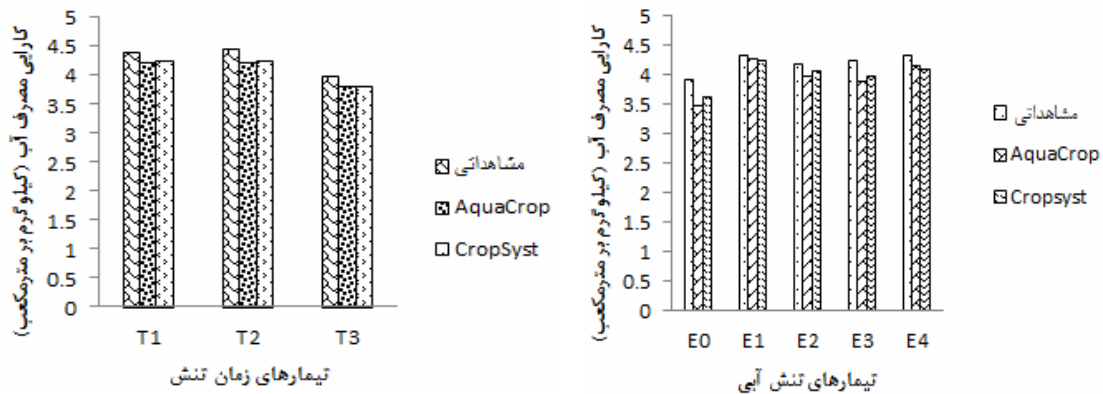 کارایی مصرف آب (کیلوگرم بر مترمکعب)
5
4.5
4
3.5
3
2.5
2
1.5
1
0.5
0
T1 T2 T3
تیمارهای زمان تنش
مشاهداتی
AquaCrop
CropSyst
کارایی مصرف آب (کیلوگرم بر مترمکعب)
5
4.5
4
3.5
3
2.5
2
1.5
1
0.5
0
E0 E1 E2 E3 E4
تیمارهای تنش آبی
مشاهداتی
AquaCrop
Cropsyst